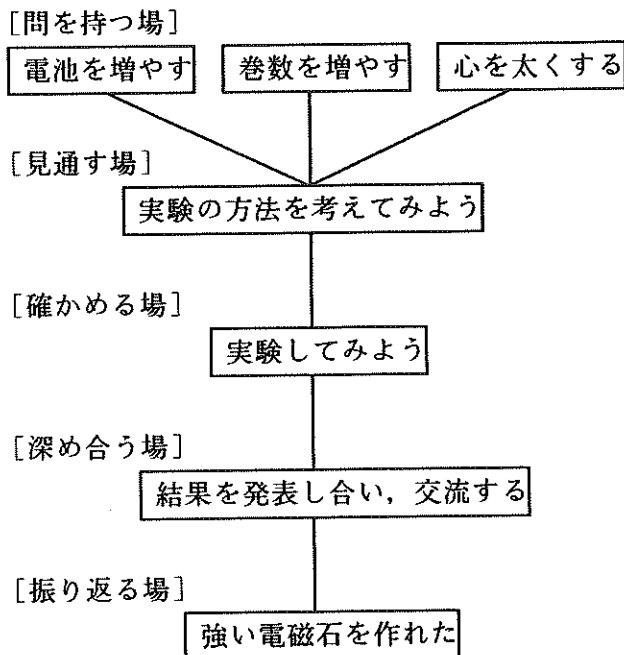 [問を持つ場]
電池を増やす 巻数を増やす 心を太くする
[見通す場]
実験の方法を考えてみよう
[確かめる場]
実験してみよう
[深め合う場]
結果を発表し合い，交流する
[振り返る場]
強い電磁石を作れた